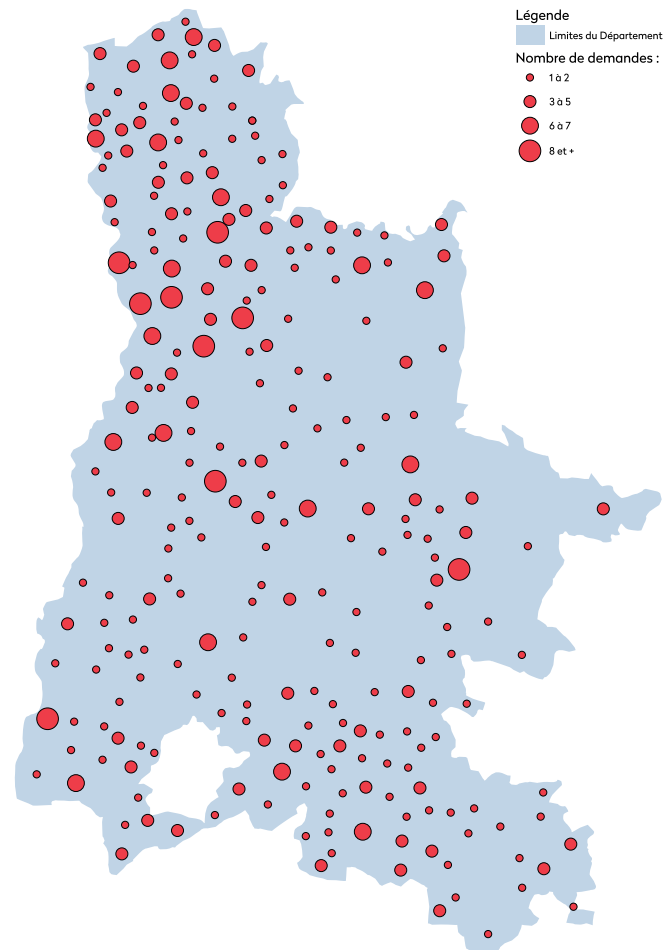 Légende
Limites du Département
Nombre de demandes :
1 à 2
3 à 5
6 à 7
8 et +